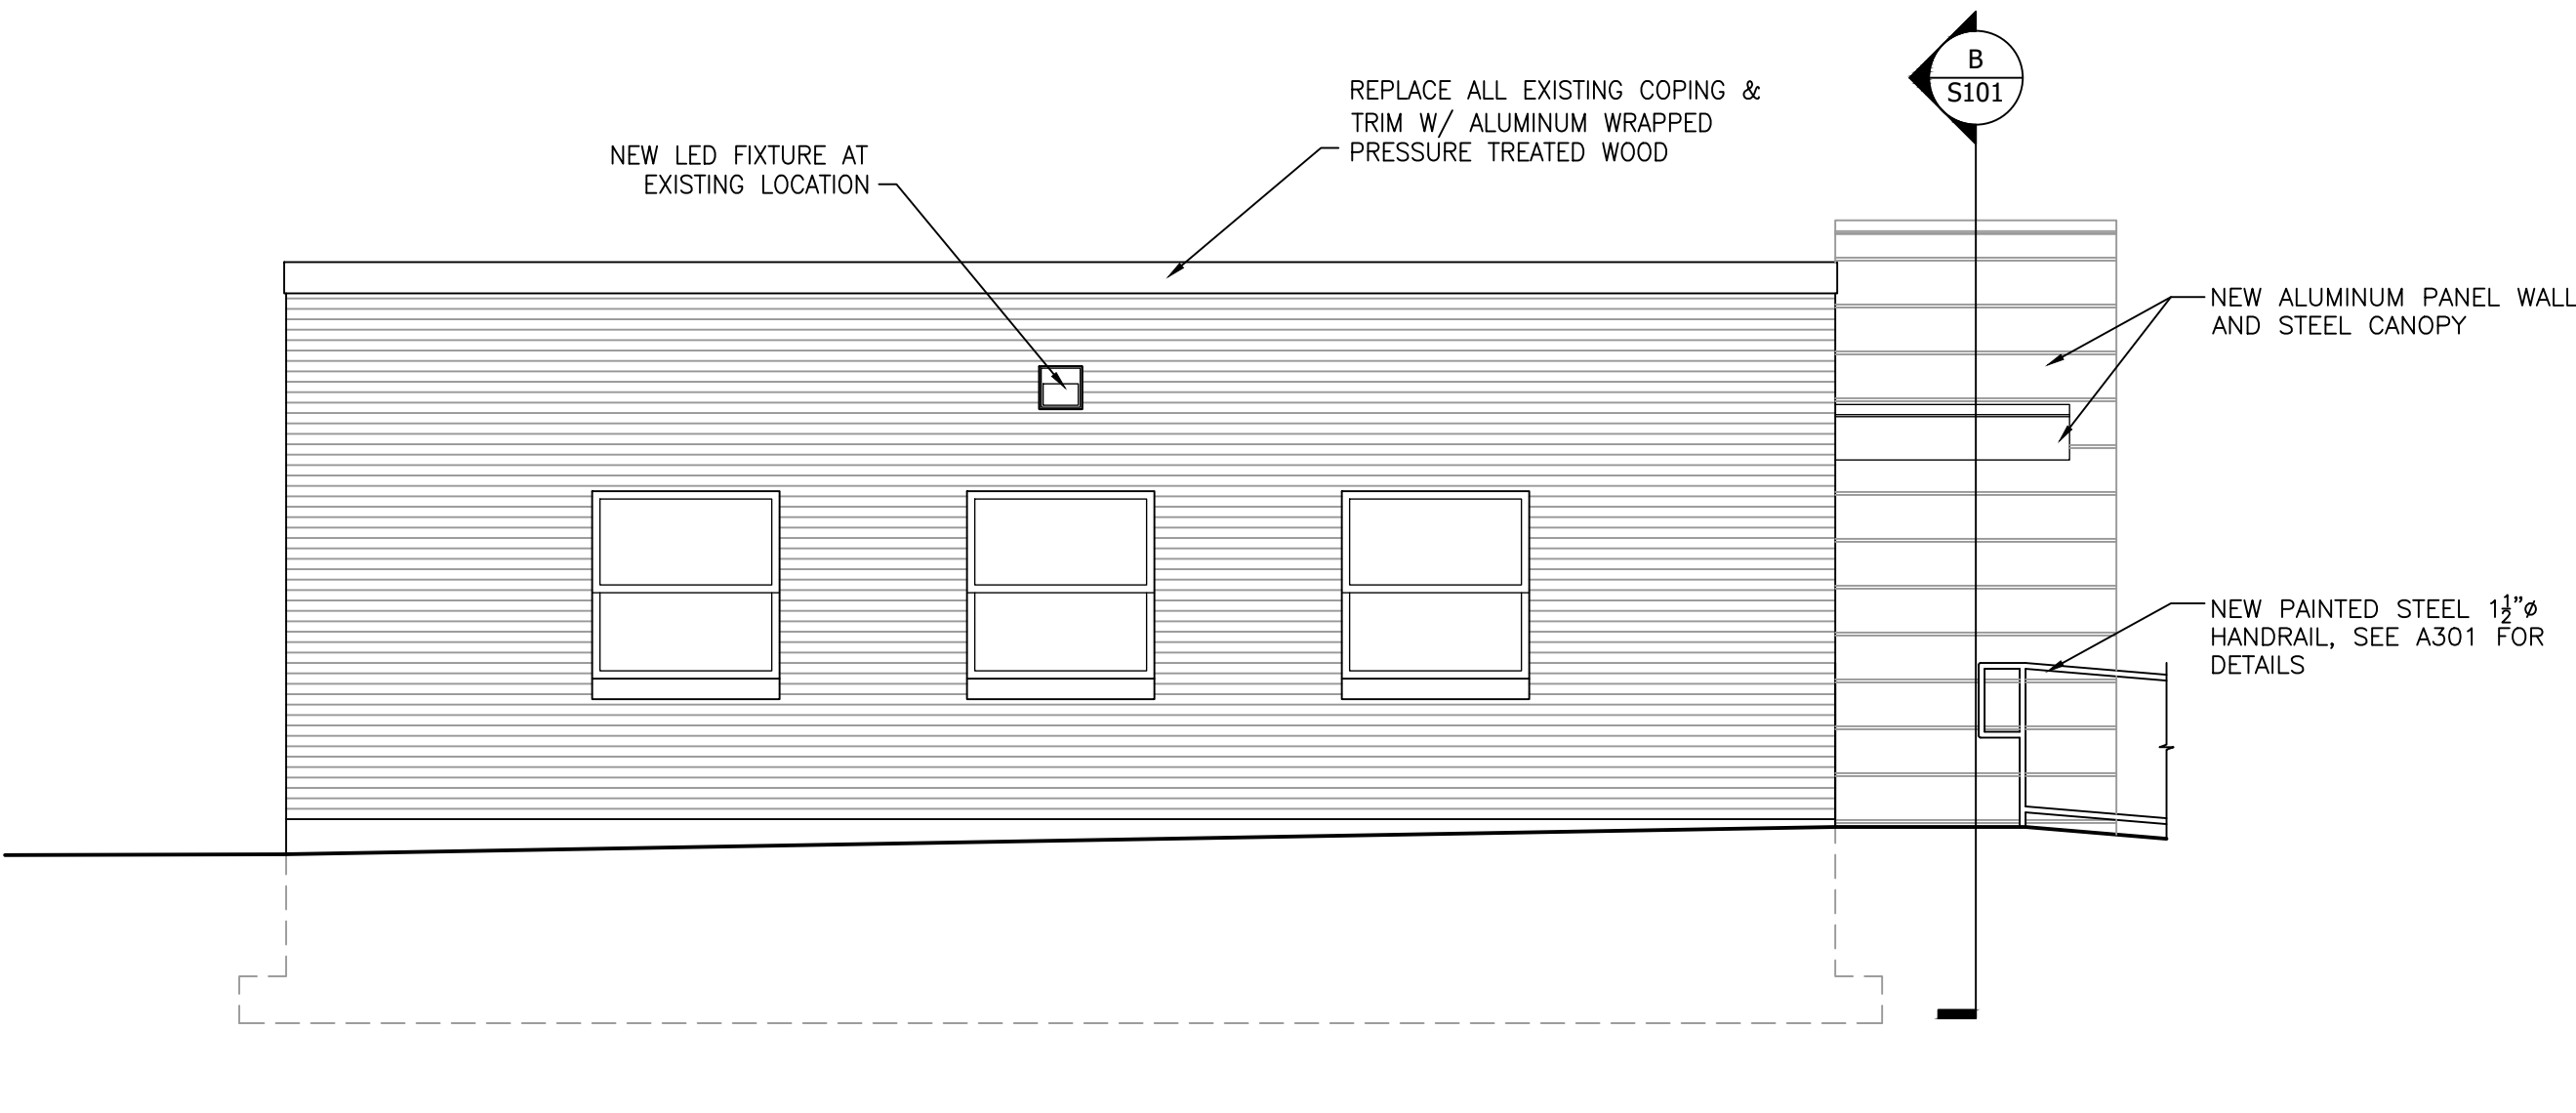 B
S101
REPLACE ALL EXISTING COPING &
TRIM W/ ALUMINUM WRAPPED
PRESSURE TREATED WOOD
NEW LED FIXTURE AT
EXISTING LOCATION
NEW ALUMINUM PANEL WALL
AND STEEL CANOPY
NEW PAINTED STEEL 1½"ø
HANDRAIL, SEE A301 FOR
DETAILS